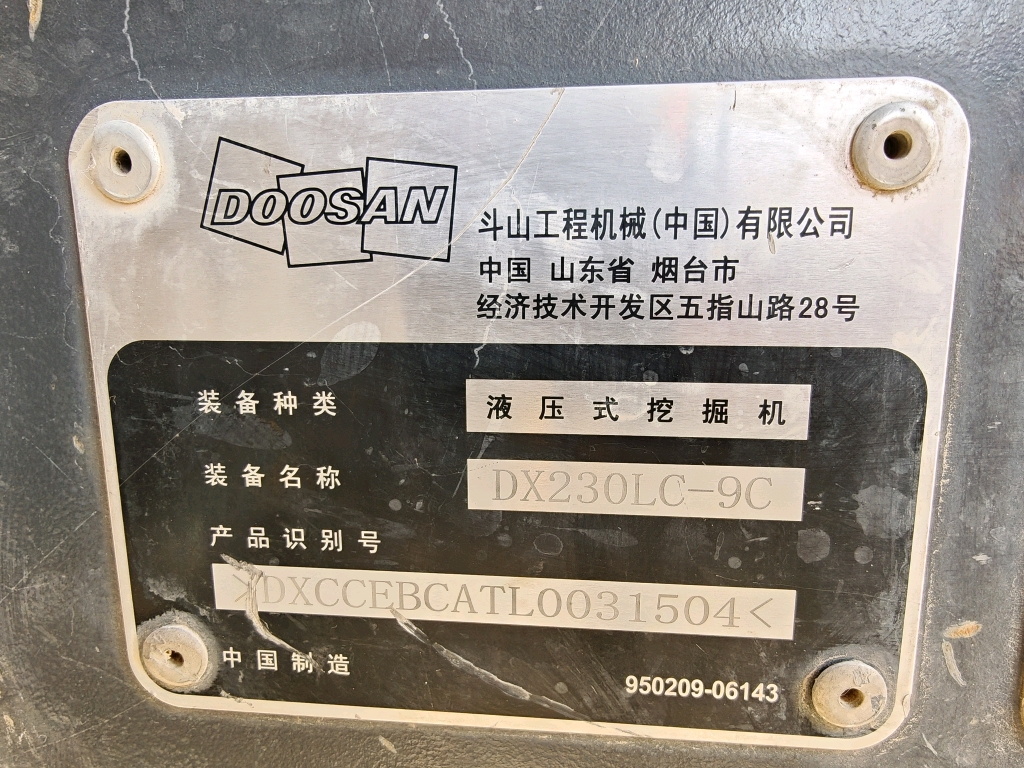 DOOSAN
斗山工程机械(中国)有限公司
中国 山东省 烟台市
经济技术开发区五指山路28号
装备种类 液压式挖掘机
装备名称 DX230LC-9C
产品识别号
>DXCCEBCATL0031504<
中国制造
950209-06143